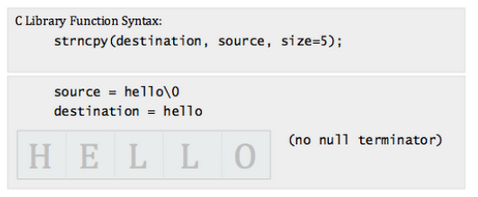 C Library Function Syntax:
strncpy(destination, source, size=5);
source = hello\0
destination = hello
(no null terminator)
H E L L O